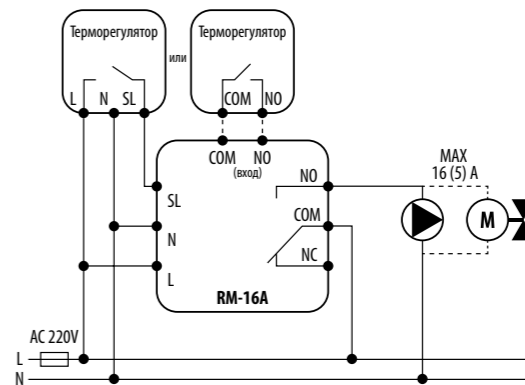 Терморегулятор
или
Терморегулятор
L N SL
COM NO
COM NO
(вход)
MAX
16 (5) A
NO
SL
COM
M
N
NC
L
RM-16A
AC 220V
L
N